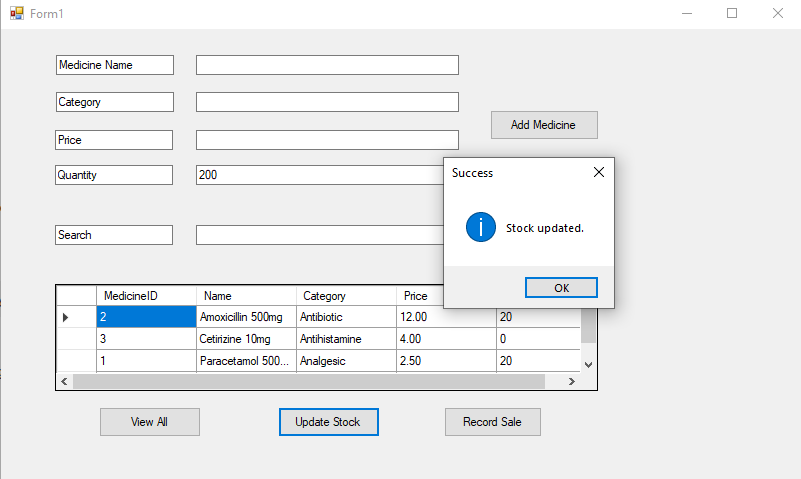 Form1
Medicine Name
Category
Add Medicine
Price
Quantity 200
Success
Stock updated.
OK
Search
MedicineID Name Category Price
2 Amoxicillin 500mg Antibiotic 12.00 20
3 Cetirizine 10mg Antihistamine 4.00 0
1 Paracetamol 500... Analgesic 2.50 20
View All Update Stock Record Sale